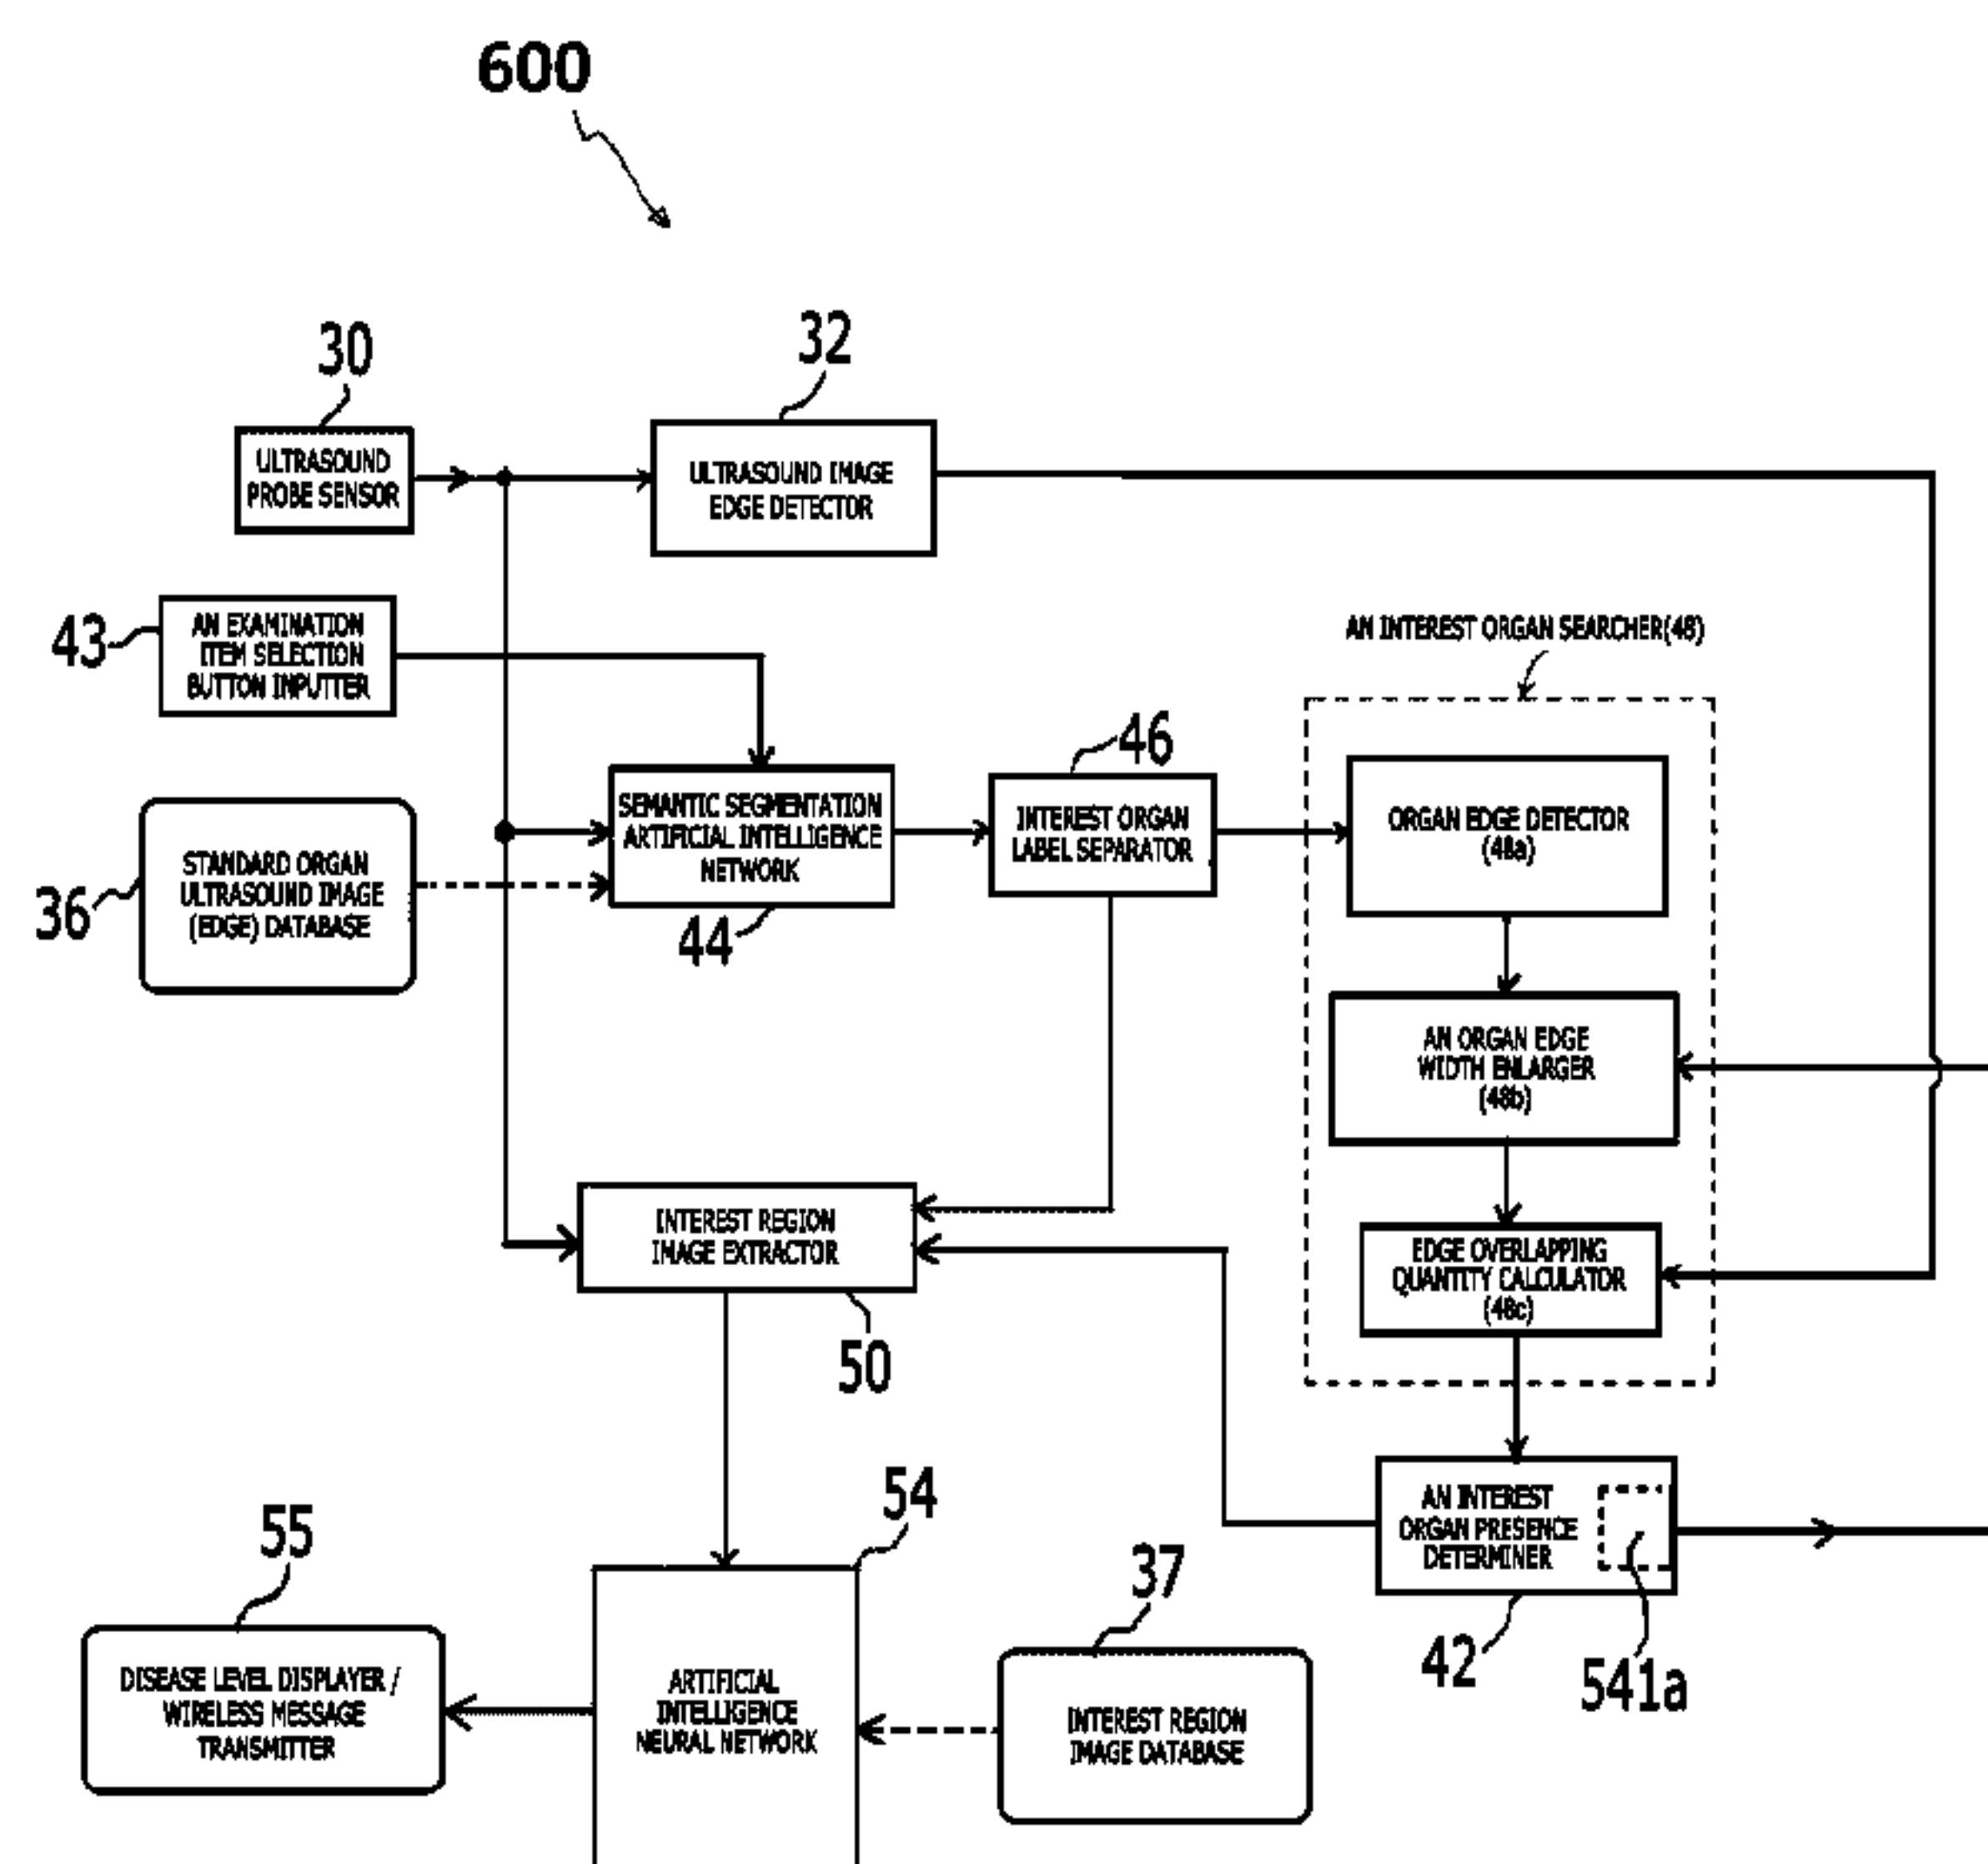 600
30
32
ULTRASOUND
PROBE SENSOR
ULTRASOUND IMAGE
EDGE DETECTOR
43
AN EXAMINATION
ITEM SELECTION
BUTTON INPUTTER
AN INTEREST ORGAN SEARCHER(48)
46
36
STANDARD ORGAN
ULTRASOUND IMAGE
(EDGE) DATABASE
SEMANTIC SEGMENTATION
ARTIFICIAL INTELLIGENCE
NETWORK
44
INTEREST ORGAN
LABEL SEPARATOR
ORGAN EDGE DETECTOR
(48a)
AN ORGAN EDGE
WIDTH ENLARGER
(48b)
INTEREST REGION
IMAGE EXTRACTOR
50
EDGE OVERLAPPING
QUANTITY CALCULATOR
(48c)
54
AN INTEREST
ORGAN PRESENCE
DETERMINER
42
541a
55
DISEASE LEVEL DISPLAYER /
WIRELESS MESSAGE
TRANSMITTER
ARTIFICIAL
INTELLIGENCE
NEURAL NETWORK
37
INTEREST REGION
IMAGE DATABASE